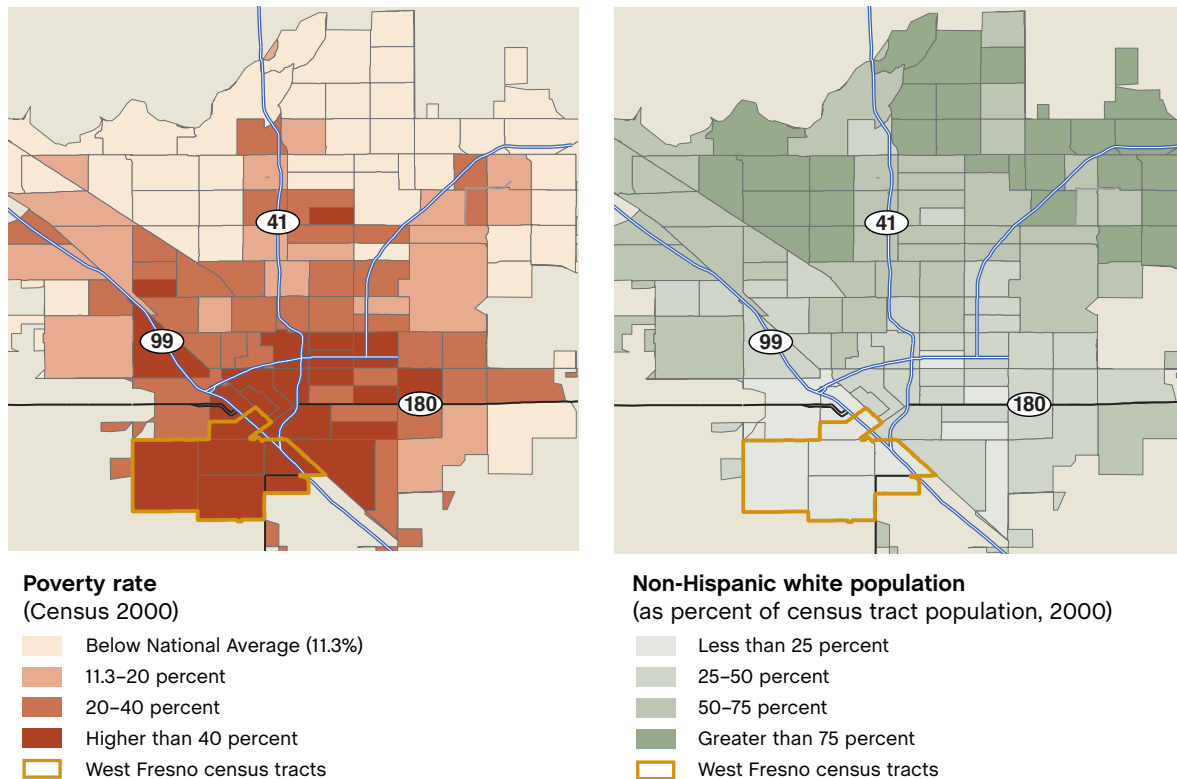 41
99
180
Poverty rate
(Census 2000)
Below National Average (11.3%)
11.3–20 percent
20–40 percent
Higher than 40 percent
West Fresno census tracts
41
99
180
Non-Hispanic white population
(as percent of census tract population, 2000)
Less than 25 percent
25–50 percent
50–75 percent
Greater than 75 percent
West Fresno census tracts